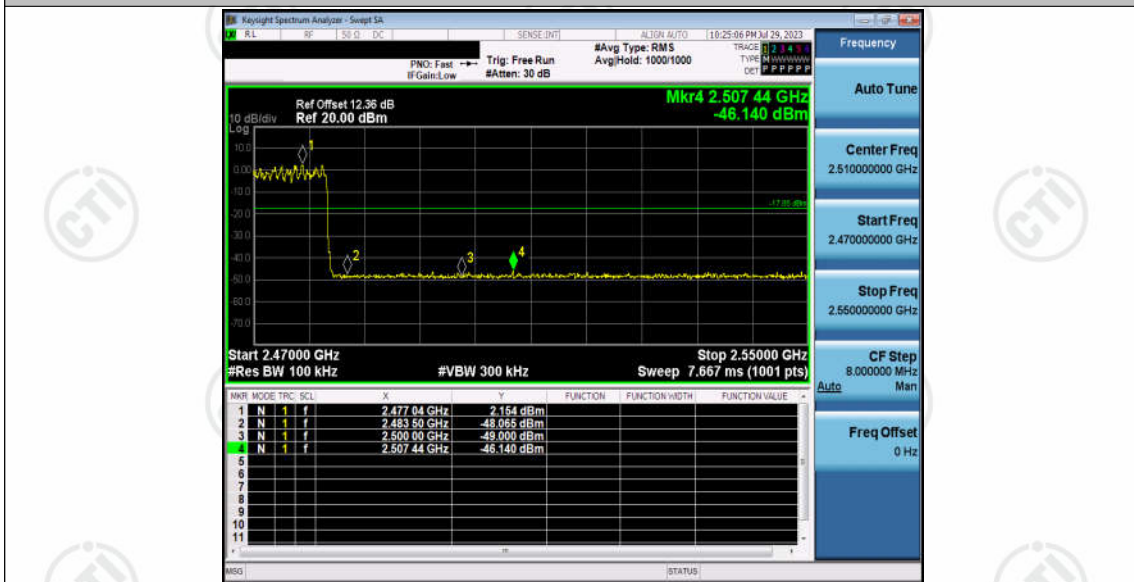 Keysight Spectrum Analyzer - Swept SA
RL RF 50 Ω DC SENSE:INT ALIGN AUTO 10:25:06 PM Jul 29, 2023
PNO: Fast Trig: Free Run #Avg Type: RMS TRACE 1 2 3 4 5 6
IFGain:Low #Atten: 30 dB Avg|Hold: 1000/1000 TYPE M WWWWW
DET P P P P P P
Frequency
Ref Offset 12.36 dB Mkr4 2.507 44 GHz
10 dB/div Ref 20.00 dBm -46.140 dBm
Log
10.0
0.00
-10.0
-20.0
-30.0
-40.0
-50.0
-60.0
-70.0
1
2
3
4
-17.85 dBm
Start 2.47000 GHz Stop 2.55000 GHz
#Res BW 100 kHz #VBW 300 kHz Sweep 7.667 ms (1001 pts)
MKR MODE TRC SCL X Y FUNCTION FUNCTION WIDTH FUNCTION VALUE
1 N 1 f 2.477 04 GHz 2.154 dBm
2 N 1 f 2.483 50 GHz -48.065 dBm
3 N 1 f 2.500 00 GHz -49.000 dBm
4 N 1 f 2.507 44 GHz -46.140 dBm
5
6
7
8
9
10
11
MSG STATUS
Auto Tune
Center Freq
2.510000000 GHz
Start Freq
2.470000000 GHz
Stop Freq
2.550000000 GHz
CF Step
8.000000 MHz
Auto Man
Freq Offset
0 Hz
CTI
CTI